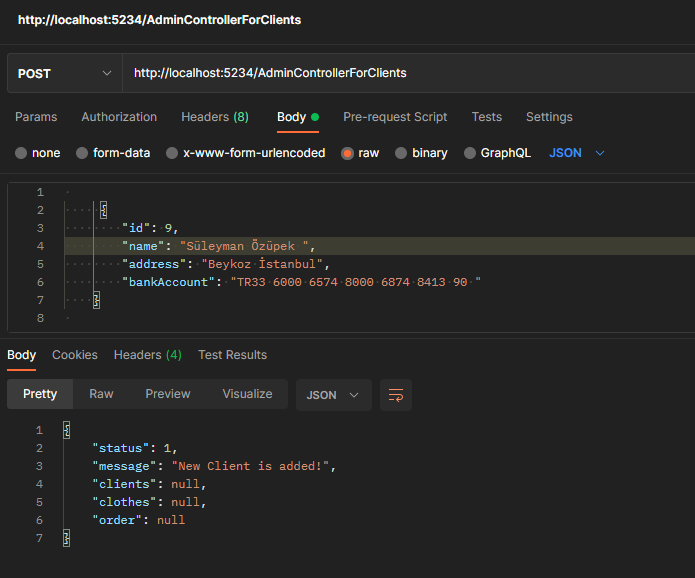 http://localhost:5234/AdminControllerForClients
POST http://localhost:5234/AdminControllerForClients
Params Authorization Headers (8) Body Pre-request Script Tests Settings
none form-data x-www-form-urlencoded raw binary GraphQL JSON
1
2 {
3 "id": 9,
4 "name": "Süleyman Özüpek ",
5 "address": "Beykoz İstanbul",
6 "bankAccount": "TR33 6000 6574 8000 6874 8413 90 "
7 }
8
Body Cookies Headers (4) Test Results
Pretty Raw Preview Visualize JSON
1 {
2 "status": 1,
3 "message": "New Client is added!",
4 "clients": null,
5 "clothes": null,
6 "order": null
7 }